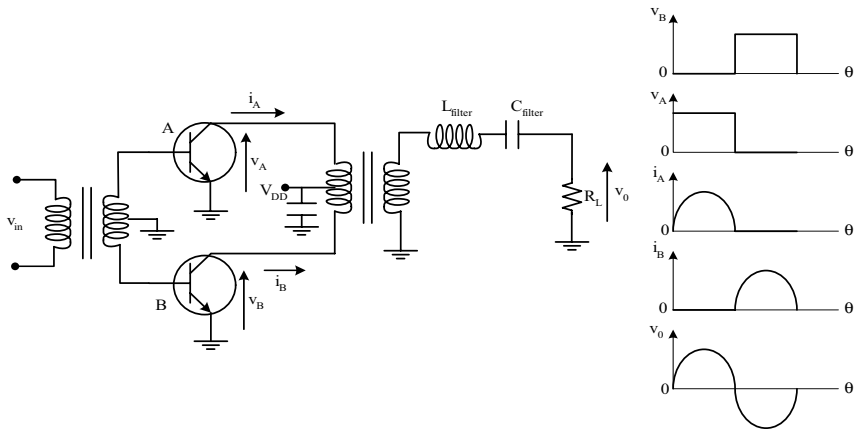 A
i_A
v_A
v_in
V_DD
B
i_B
v_B
L_filter
C_filter
R_L
v_0
v_B
0
θ
v_A
0
θ
i_A
0
θ
i_B
0
θ
v_0
0
θ